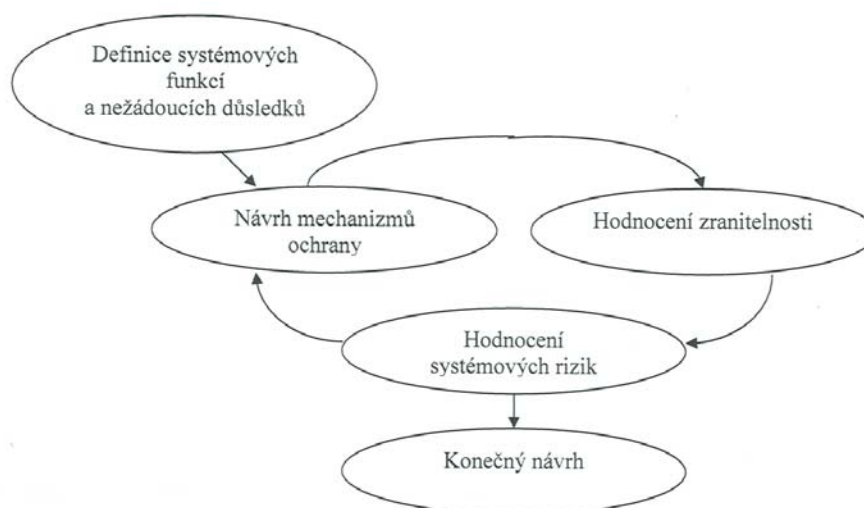 Definice systémových
funkcí
a nežádoucích důsledků
Návrh mechanizmů
ochrany
Hodnocení zranitelnosti
Hodnocení
systémových rizik
Konečný návrh